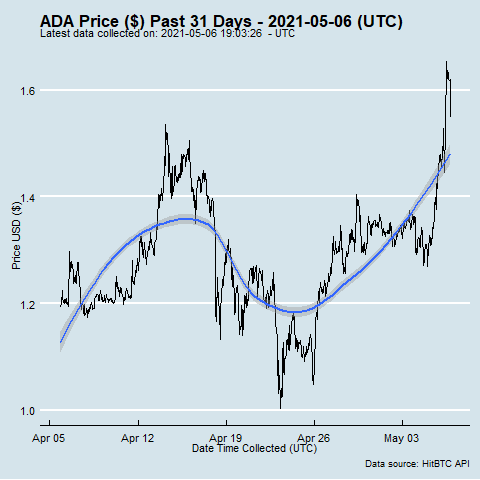 ADA Price ($) Past 31 Days - 2021-05-06 (UTC)
Latest data collected on: 2021-05-06 19:03:26 - UTC
Price USD ($)
1.6
1.4
1.2
1.0
Apr 05 Apr 12 Apr 19 Apr 26 May 03
Date Time Collected (UTC)
Data source: HitBTC API